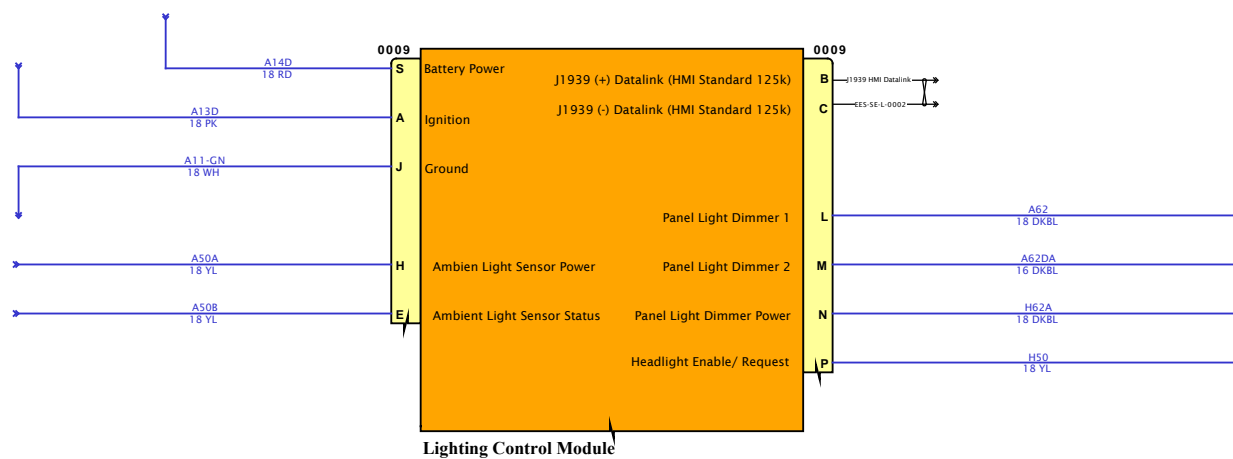 0009
0009
A14D
18 RD
S
Battery Power
J1939 (+) Datalink (HMI Standard 125k)
B
J1939 HMI Datalink
A13D
18 PK
A
Ignition
J1939 (-) Datalink (HMI Standard 125k)
C
EES-SE-L-0002
A11-GN
18 WH
J
Ground
Panel Light Dimmer 1
L
A62
18 DKBL
A50A
18 YL
H
Ambien Light Sensor Power
Panel Light Dimmer 2
M
A62DA
16 DKBL
A50B
18 YL
E
Ambient Light Sensor Status
Panel Light Dimmer Power
N
H62A
18 DKBL
Headlight Enable/ Request
P
H50
18 YL
Lighting Control Module